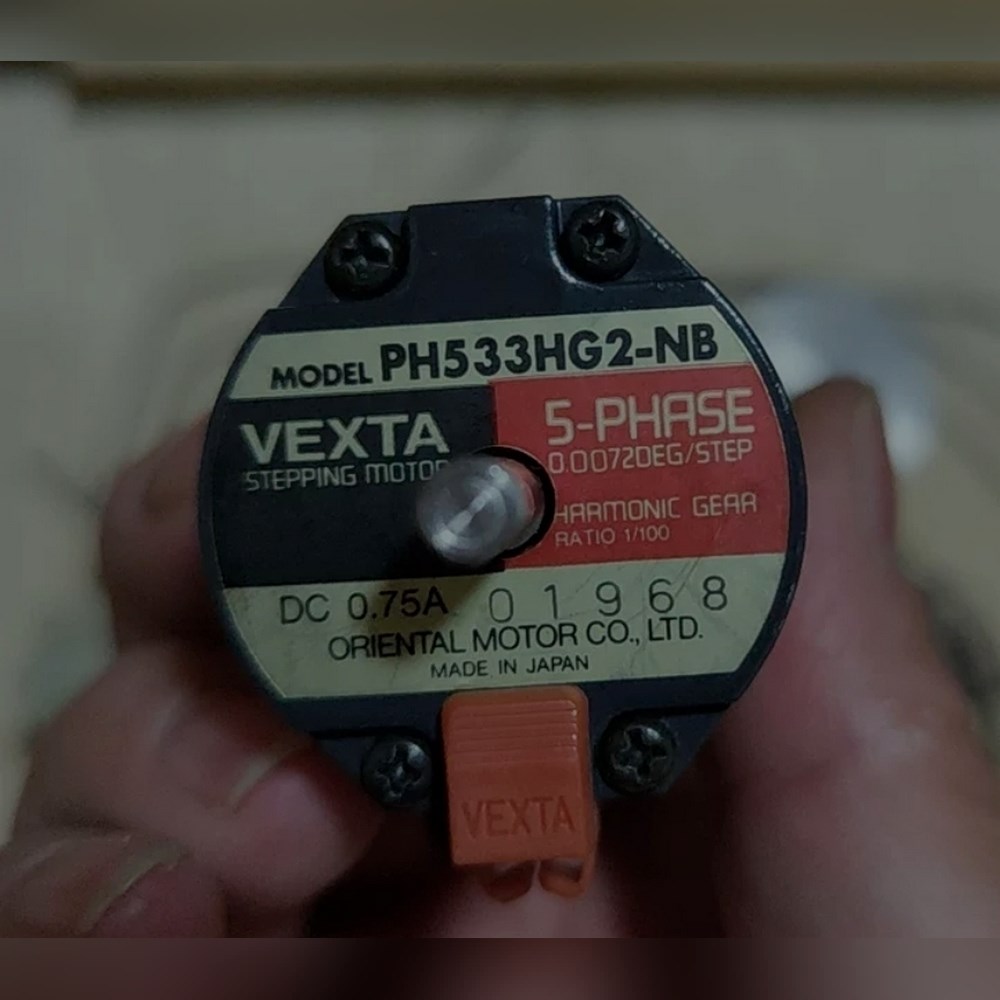 MODEL PH533HG2-NB
VEXTA
STEPPING MOTOR
5-PHASE
0.0072DEG/STEP
HARMONIC GEAR
RATIO 1/100
DC 0.75A 01968
ORIENTAL MOTOR CO., LTD.
MADE IN JAPAN
VEXTA